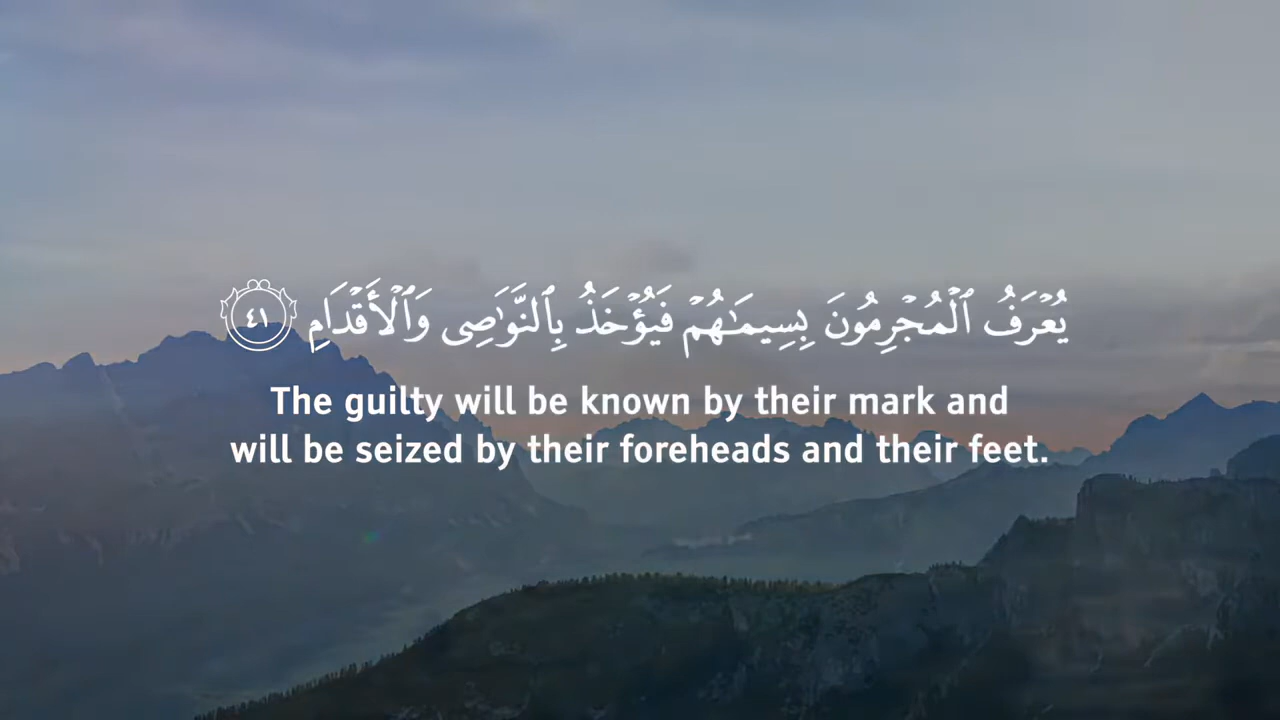 يُعْرَفُ ٱلْمُجْرِمُونَ بِسِيمَـٰهُمْ فَيُؤْخَذُ بِٱلنَّوَٰصِى وَٱلْأَقْدَامِ ٤١
The guilty will be known by their mark and
will be seized by their foreheads and their feet.